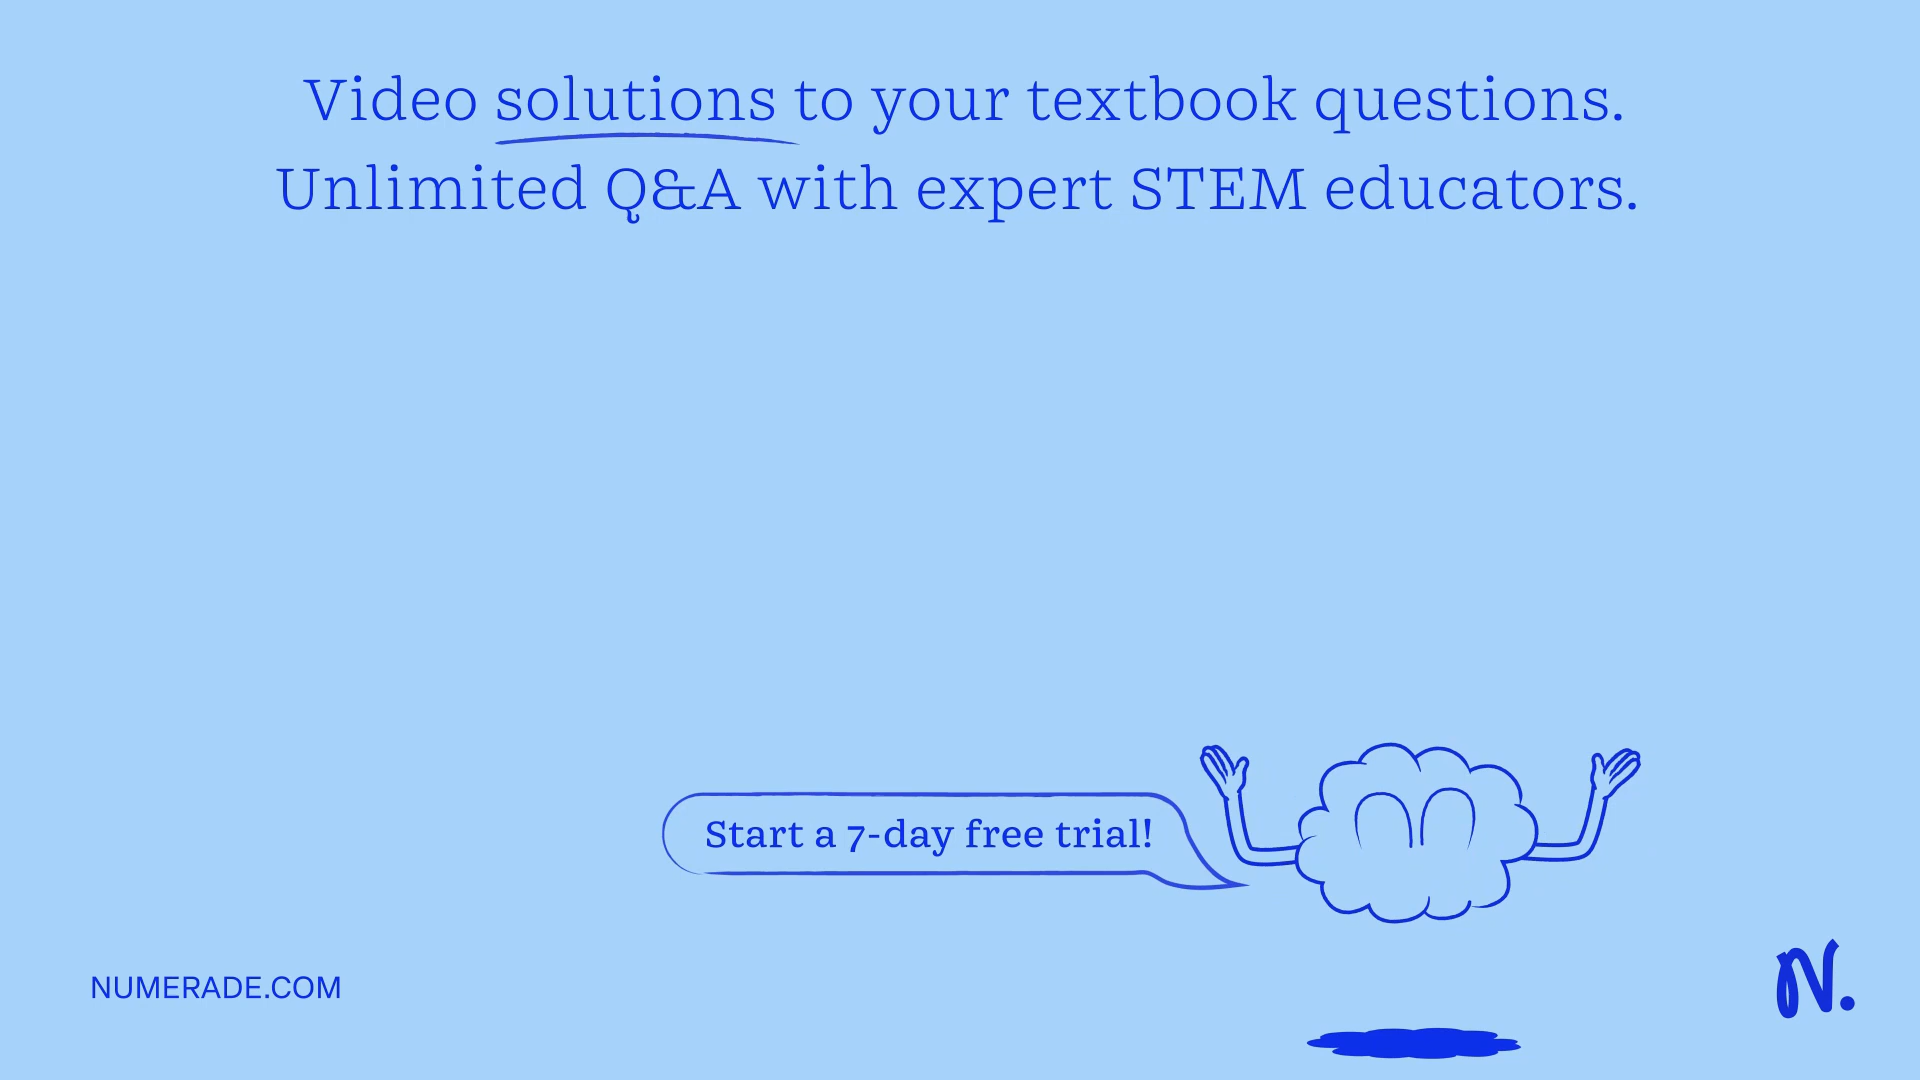 Video solutions to your textbook questions.
Unlimited Q&A with expert STEM educators.
Start a 7-day free trial!
NUMERADE.COM
N.